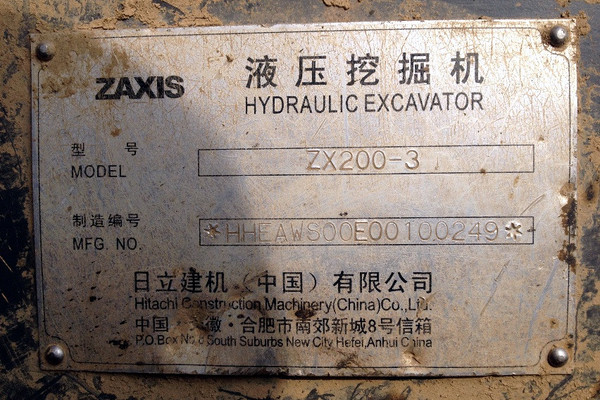 ZAXIS
液压挖掘机
HYDRAULIC EXCAVATOR
型 号
MODEL
ZX200-3
制造编号
MFG. NO.
*HHEAWS00E00100249*
日立建机(中国)有限公司
Hitachi Construction Machinery(China)Co.,Ltd.
中国·安徽·合肥市南郊新城8号信箱
P.O.Box No. South Suburbs New City Hefei,Anhui China